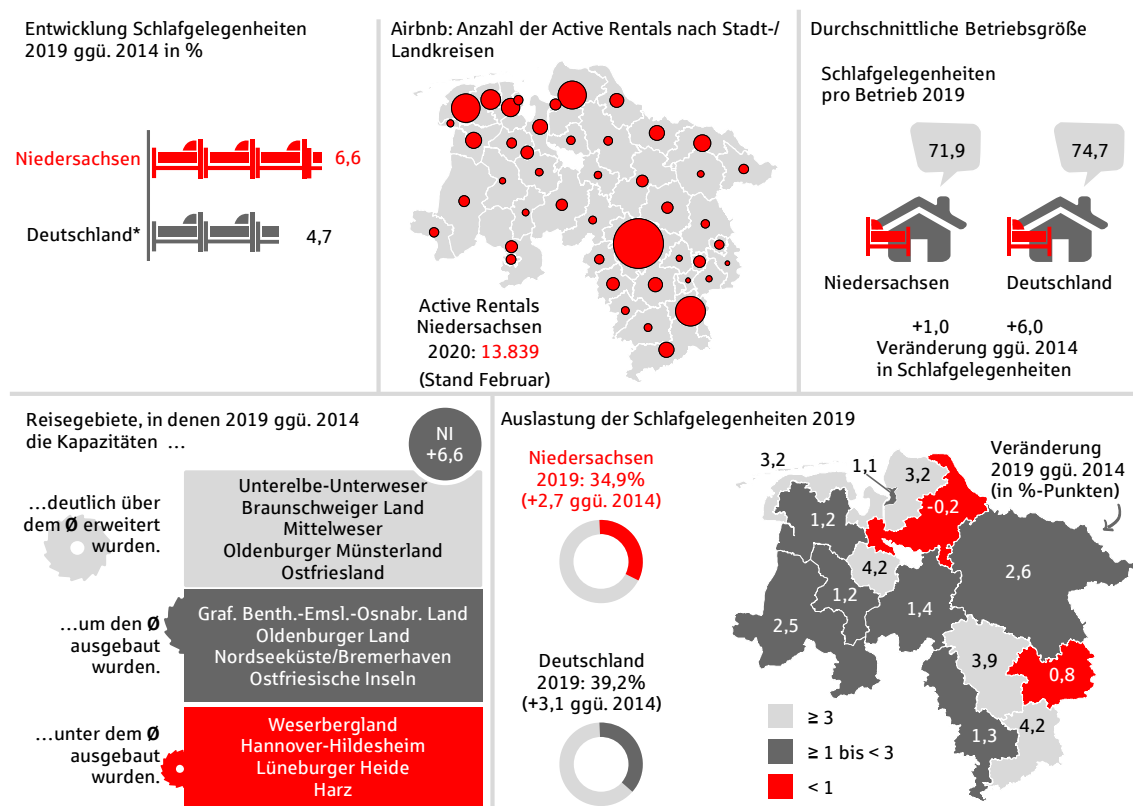 Entwicklung Schlafgelegenheiten
2019 ggü. 2014 in %
Niedersachsen
6,6
Deutschland*
4,7
Airbnb: Anzahl der Active Rentals nach Stadt-/
Landkreisen
Active Rentals
Niedersachsen
2020: 13.839
(Stand Februar)
Durchschnittliche Betriebsgröße
Schlafgelegenheiten
pro Betrieb 2019
71,9
74,7
Niedersachsen
Deutschland
+1,0
+6,0
Veränderung ggü. 2014
in Schlafgelegenheiten
Reisegebiete, in denen 2019 ggü. 2014
die Kapazitäten ...
NI
+6,6
...deutlich über
dem Ø erweitert
wurden.
Unterelbe-Unterweser
Braunschweiger Land
Mittelweser
Oldenburger Münsterland
Ostfriesland
...um den Ø
ausgebaut
wurden.
Graf. Benth.-Emsl.-Osnabr. Land
Oldenburger Land
Nordseeküste/Bremerhaven
Ostfriesische Inseln
...unter dem Ø
ausgebaut
wurden.
Weserbergland
Hannover-Hildesheim
Lüneburger Heide
Harz
Auslastung der Schlafgelegenheiten 2019
Niedersachsen
2019: 34,9%
(+2,7 ggü. 2014)
Deutschland
2019: 39,2%
(+3,1 ggü. 2014)
Veränderung
2019 ggü. 2014
(in %-Punkten)
3,2
1,1
3,2
-0,2
1,2
4,2
2,6
1,2
1,4
2,5
3,9
0,8
4,2
1,3
≥ 3
≥ 1 bis < 3
< 1